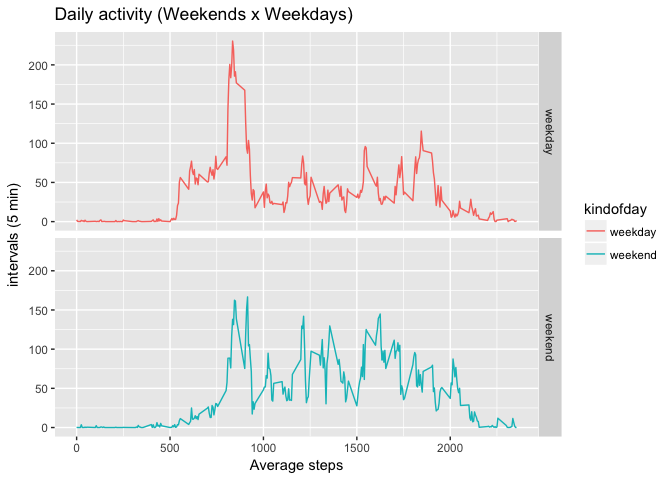 Daily activity (Weekends x Weekdays)
intervals (5 min)
200
150
100
50
0
weekday
200
150
100
50
0
weekend
0 500 1000 1500 2000
Average steps
kindofday
weekday
weekend